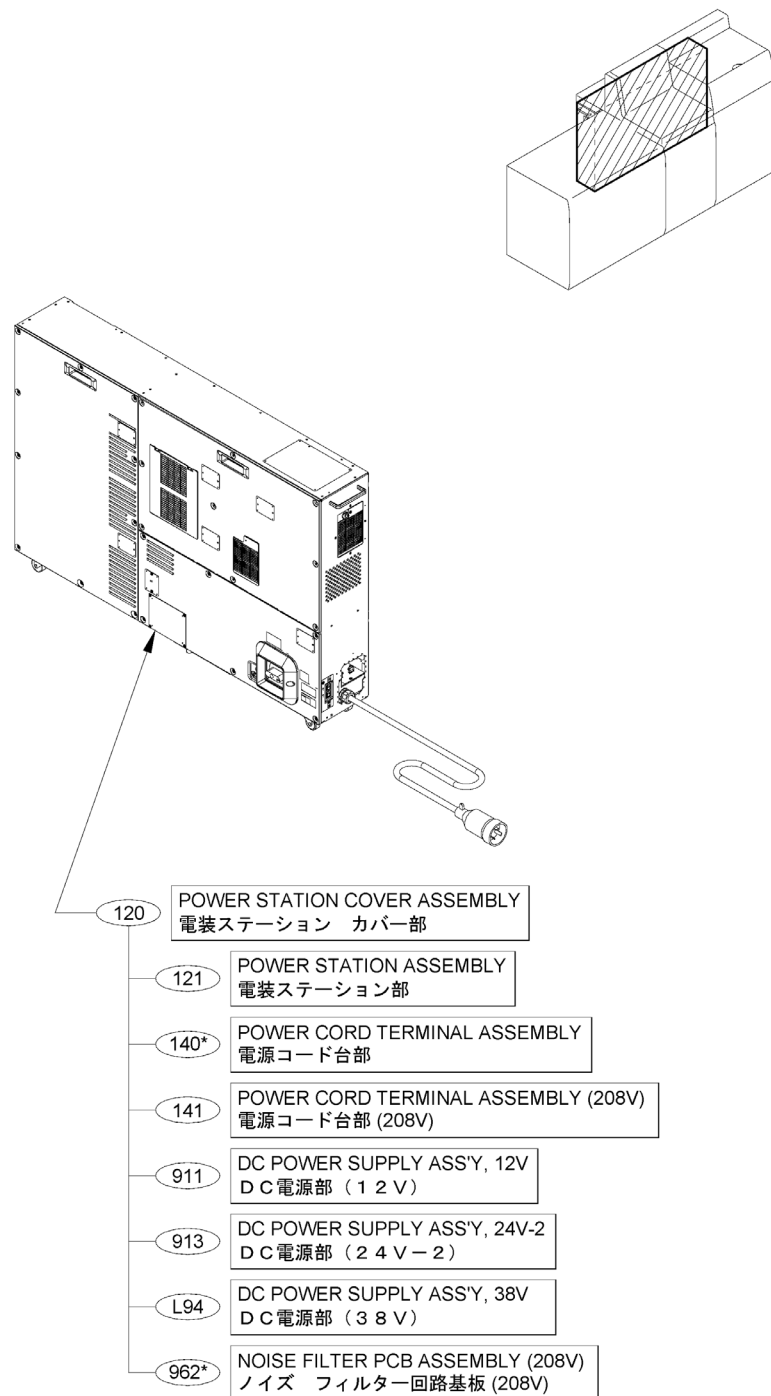 120
POWER STATION COVER ASSEMBLY
電装ステーション　カバー部
121
POWER STATION ASSEMBLY
電装ステーション部
140*
POWER CORD TERMINAL ASSEMBLY
電源コード台部
141
POWER CORD TERMINAL ASSEMBLY (208V)
電源コード台部 (208V)
911
DC POWER SUPPLY ASS'Y, 12V
ＤＣ電源部（１２Ｖ）
913
DC POWER SUPPLY ASS'Y, 24V-2
ＤＣ電源部（２４Ｖ－２）
L94
DC POWER SUPPLY ASS'Y, 38V
ＤＣ電源部（３８Ｖ）
962*
NOISE FILTER PCB ASSEMBLY (208V)
ノイズ　フィルター回路基板 (208V)